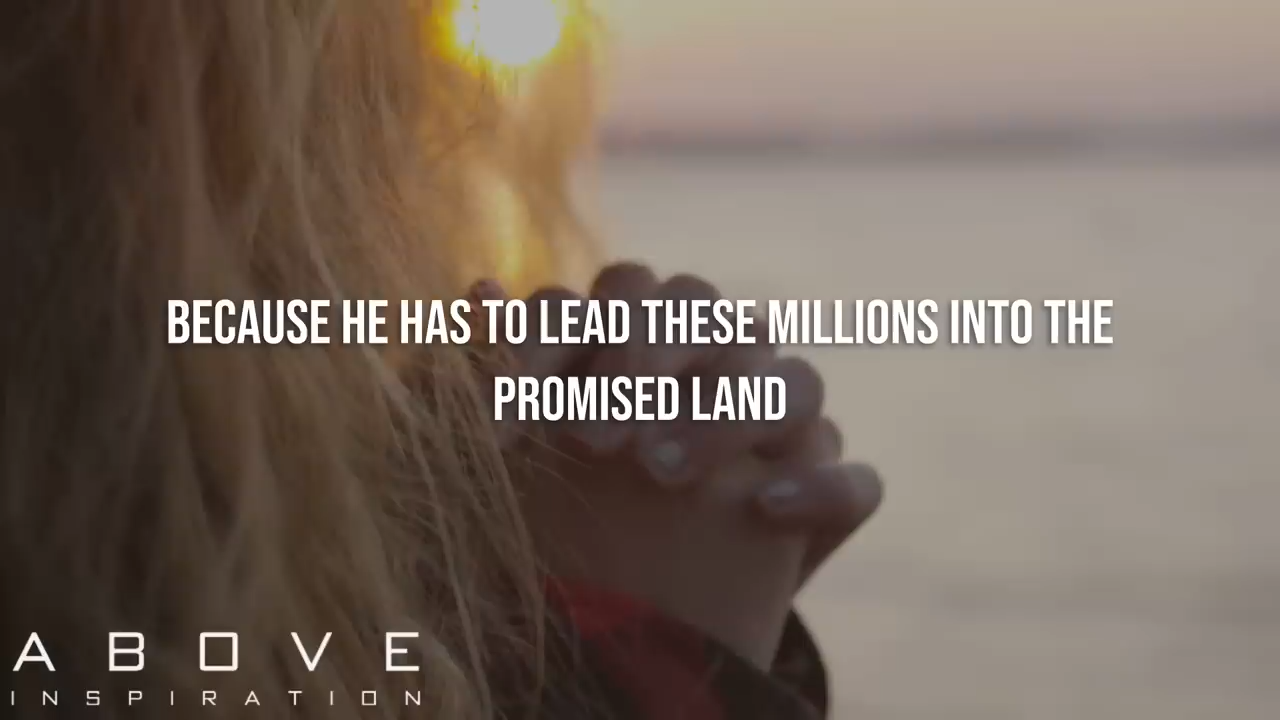 BECAUSE HE HAS TO LEAD THESE MILLIONS INTO THE
PROMISED LAND
ABOVE
INSPIRATION